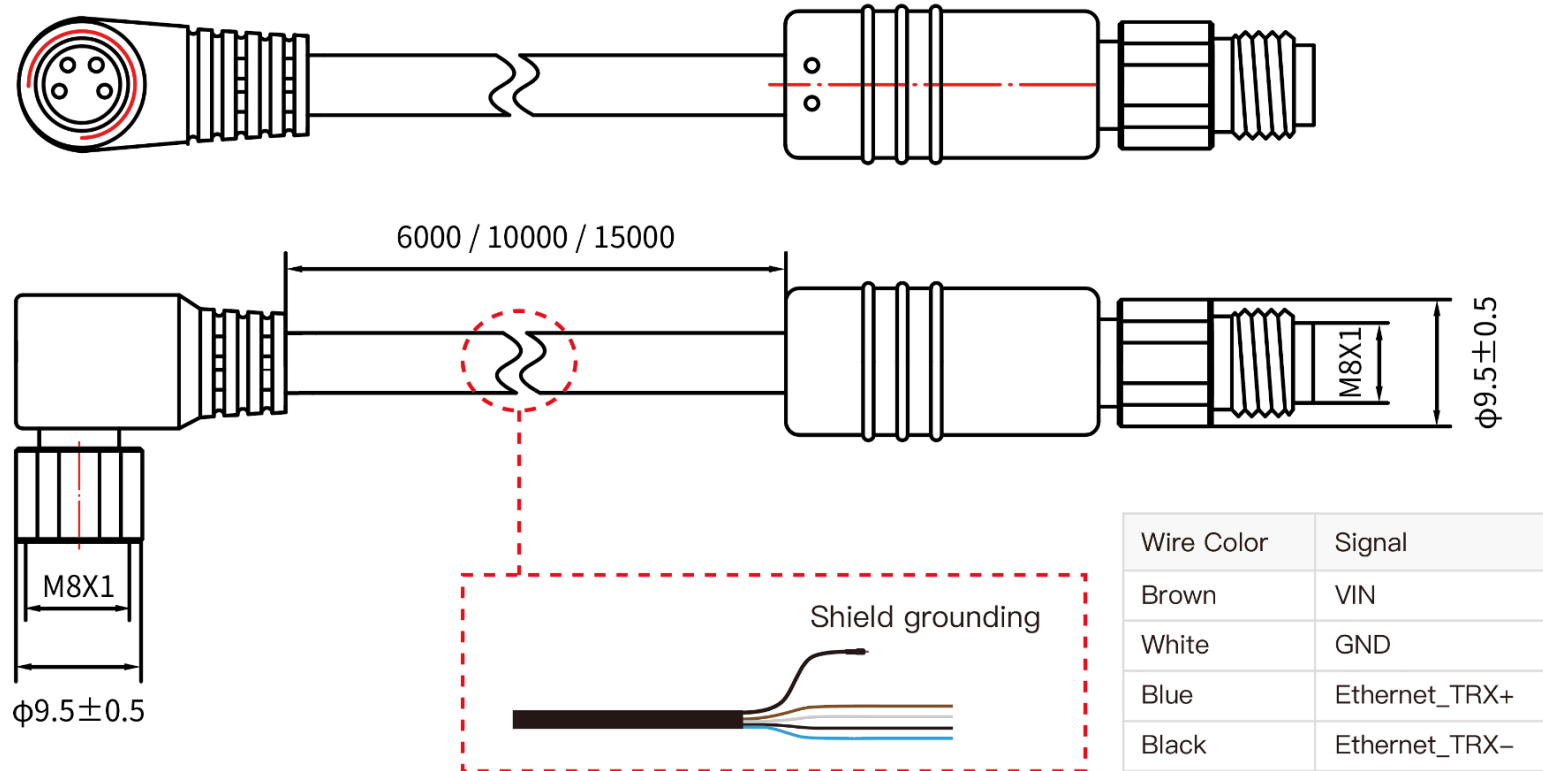 6000 / 10000 / 15000
M8X1
φ9.5±0.5
M8X1
φ9.5±0.5
Shield grounding
Wire Color Signal
Brown VIN
White GND
Blue Ethernet_TRX+
Black Ethernet_TRX–